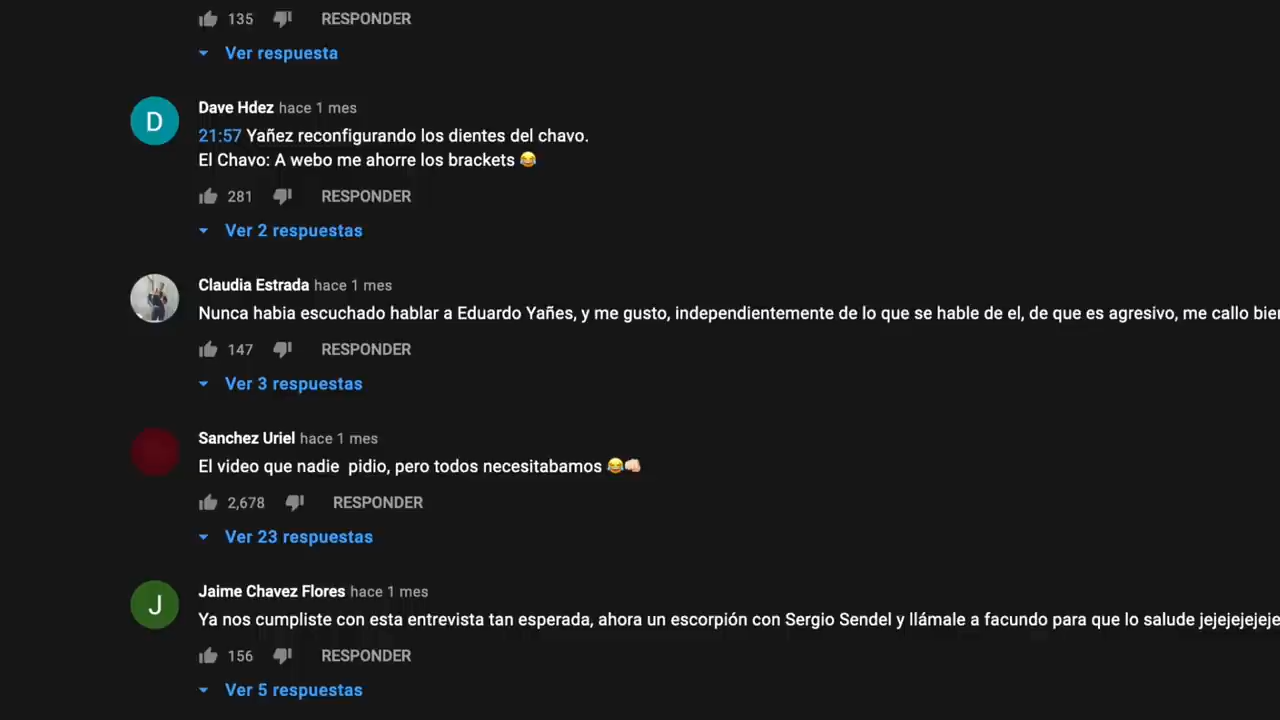 135 RESPONDER
Ver respuesta
Dave Hdez hace 1 mes
D
21:57 Yañez reconfigurando los dientes del chavo.
El Chavo: A webo me ahorre los brackets 😂
281 RESPONDER
Ver 2 respuestas
Claudia Estrada hace 1 mes
Nunca habia escuchado hablar a Eduardo Yañes, y me gusto, independientemente de lo que se hable de el, de que es agresivo, me callo bien
147 RESPONDER
Ver 3 respuestas
Sanchez Uriel hace 1 mes
El video que nadie pidio, pero todos necesitabamos 😂👊🏻
2,678 RESPONDER
Ver 23 respuestas
Jaime Chavez Flores hace 1 mes
J
Ya nos cumpliste con esta entrevista tan esperada, ahora un escorpión con Sergio Sendel y llámale a facundo para que lo salude jejejejejeje
156 RESPONDER
Ver 5 respuestas